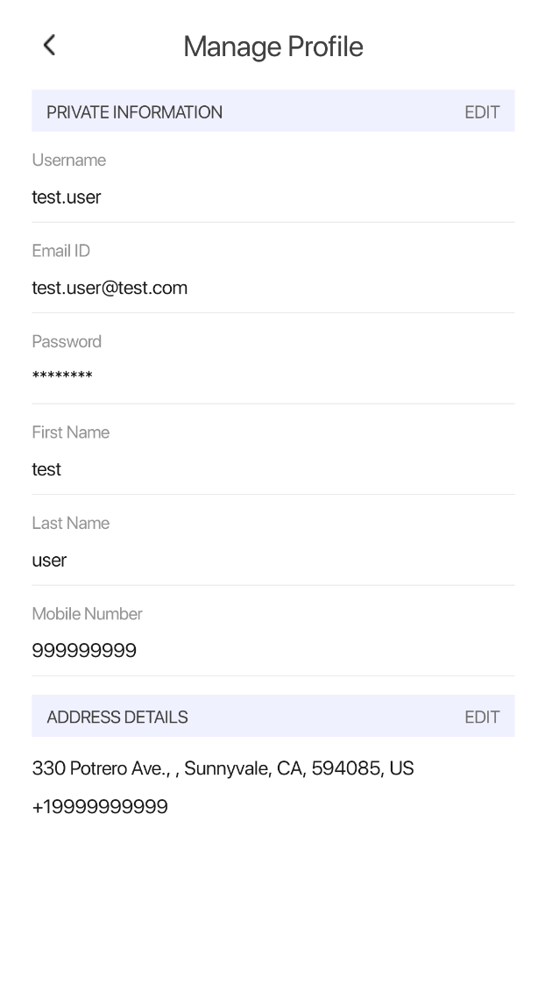 Manage Profile
PRIVATE INFORMATION EDIT
Username
test.user
Email ID
test.user@test.com
Password
********
First Name
test
Last Name
user
Mobile Number
999999999
ADDRESS DETAILS EDIT
330 Potrero Ave., , Sunnyvale, CA, 594085, US
+19999999999